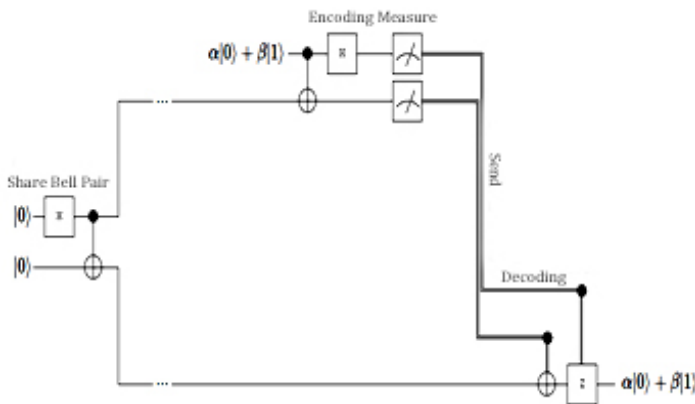 Encoding Measure
α|0⟩ + β|1⟩
...
Send
Share Bell Pair
|0⟩
|0⟩
Decoding
...
z
α|0⟩ + β|1⟩